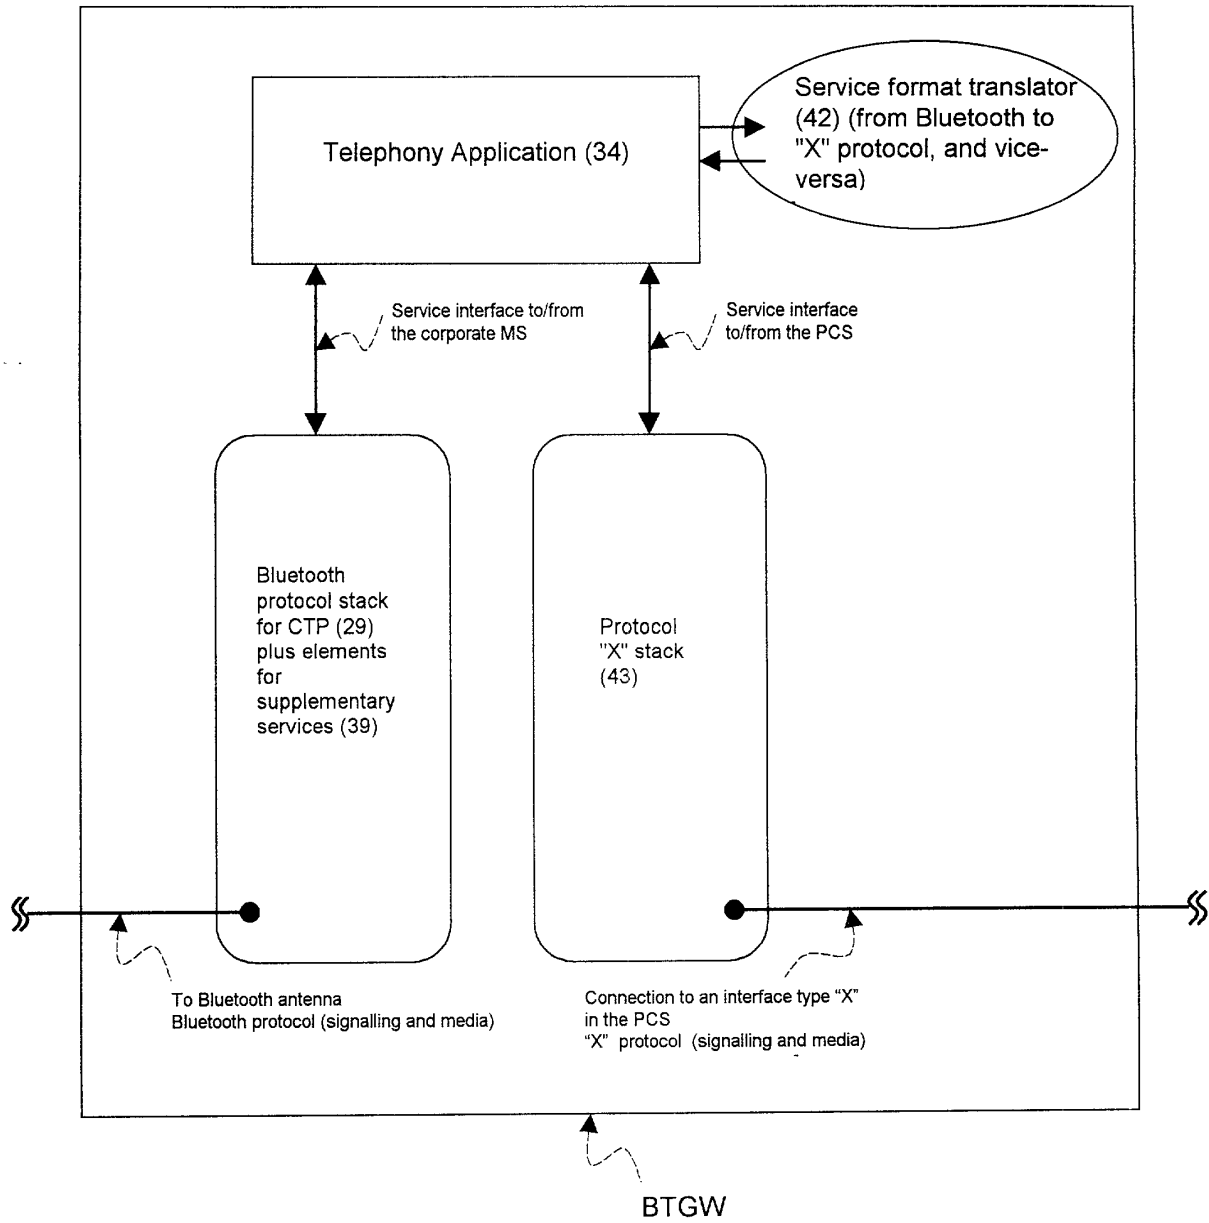 Service format translator
(42) (from Bluetooth to
"X" protocol, and vice-
versa)
Telephony Application (34)
Service interface to/from
the corporate MS
Service interface
to/from the PCS
Bluetooth
protocol stack
for CTP (29)
plus elements
for
supplementary
services (39)
Protocol
"X" stack
(43)
To Bluetooth antenna
Bluetooth protocol (signalling and media)
Connection to an interface type “X”
in the PCS
“X” protocol (signalling and media)
BTGW